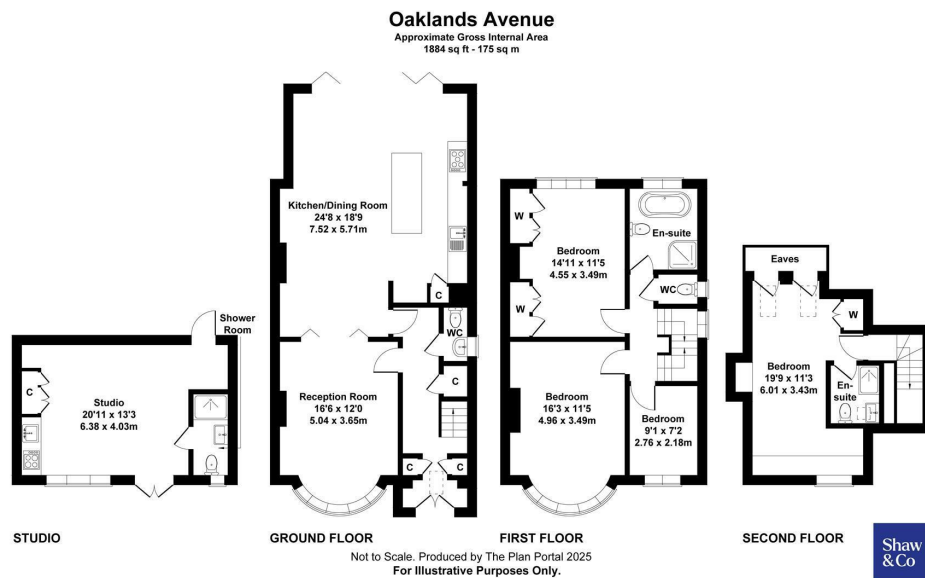 Oaklands Avenue
Approximate Gross Internal Area
1884 sq ft - 175 sq m
Shower
Room
C
Studio
20'11 x 13'3
6.38 x 4.03m
STUDIO
Kitchen/Dining Room
24'8 x 18'9
7.52 x 5.71m
C
WC
C
Reception Room
16'6 x 12'0
5.04 x 3.65m
C
C
GROUND FLOOR
W
En-suite
Bedroom
14'11 x 11'5
4.55 x 3.49m
WC
W
Bedroom
16'3 x 11'5
4.96 x 3.49m
Bedroom
9'1 x 7'2
2.76 x 2.18m
FIRST FLOOR
Eaves
W
Bedroom
19'9 x 11'3
6.01 x 3.43m
En-
suite
SECOND FLOOR
Not to Scale. Produced by The Plan Portal 2025
For Illustrative Purposes Only.
Shaw
&Co